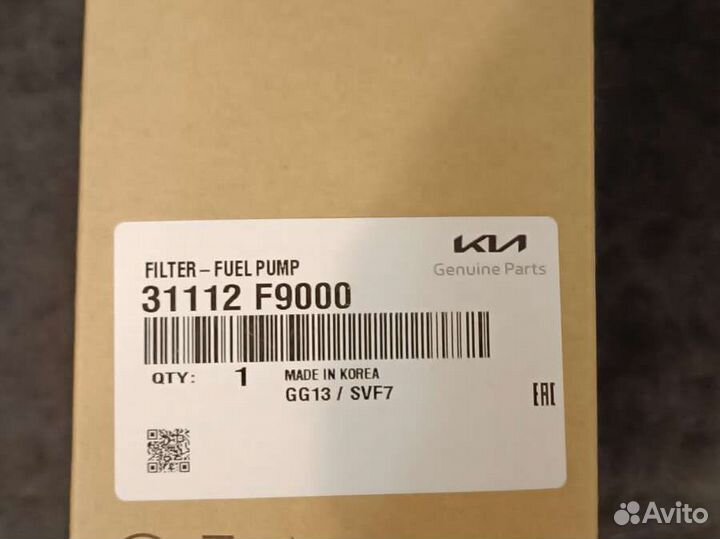 KIA
Genuine Parts
FILTER – FUEL PUMP
31112 F9000
QTY: 1
MADE IN KOREA
GG13 / SVF7
EAC
Avito